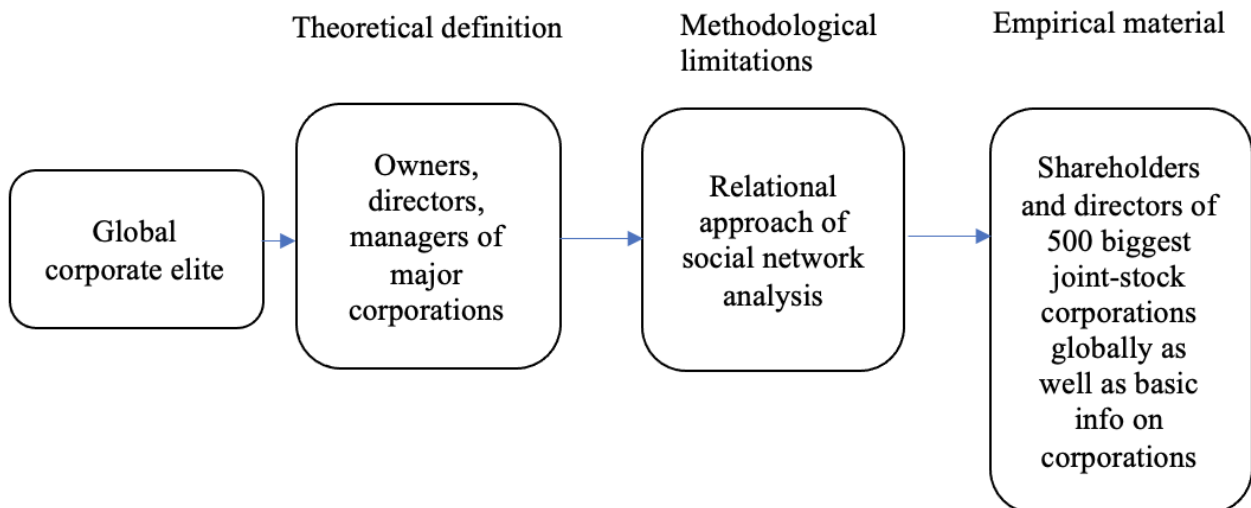 Theoretical definition
Methodological
limitations
Empirical material
Global
corporate elite
Owners,
directors,
managers of
major
corporations
Relational
approach of
social network
analysis
Shareholders
and directors of
500 biggest
joint-stock
corporations
globally as
well as basic
info on
corporations